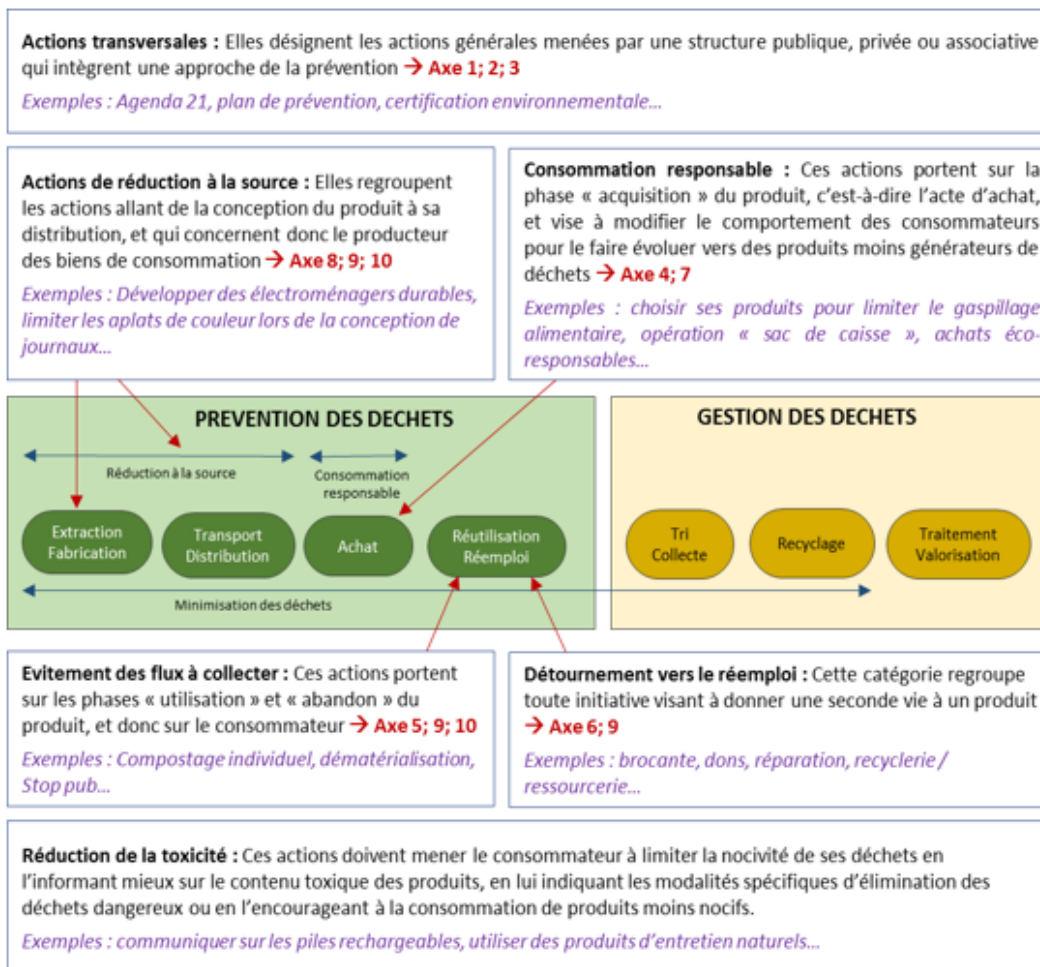 Actions transversales : Elles désignent les actions générales menées par une structure publique, privée ou associative
qui intègrent une approche de la prévention → Axe 1; 2; 3
Exemples : Agenda 21, plan de prévention, certification environnementale…
Actions de réduction à la source : Elles regroupent
les actions allant de la conception du produit à sa
distribution, et qui concernent donc le producteur
des biens de consommation → Axe 8; 9; 10
Exemples : Développer des électroménagers durables,
limiter les aplats de couleur lors de la conception de
journaux…
Consommation responsable : Ces actions portent sur la
phase « acquisition » du produit, c’est-à-dire l’acte d’achat,
et vise à modifier le comportement des consommateurs
pour le faire évoluer vers des produits moins générateurs de
déchets → Axe 4; 7
Exemples : choisir ses produits pour limiter le gaspillage
alimentaire, opération « sac de caisse », achats éco-
responsables…
PREVENTION DES DECHETS
Réduction à la source
Consommation
responsable
Extraction
Fabrication
Transport
Distribution
Achat
Réutilisation
Réemploi
Minimisation des déchets
GESTION DES DECHETS
Tri
Collecte
Recyclage
Traitement
Valorisation
Evitement des flux à collecter : Ces actions portent
sur les phases « utilisation » et « abandon » du
produit, et donc sur le consommateur → Axe 5; 9; 10
Exemples : Compostage individuel, dématérialisation,
Stop pub…
Détournement vers le réemploi : Cette catégorie regroupe
toute initiative visant à donner une seconde vie à un produit
→ Axe 6; 9
Exemples : brocante, dons, réparation, recyclerie /
ressourcerie…
Réduction de la toxicité : Ces actions doivent mener le consommateur à limiter la nocivité de ses déchets en
l’informant mieux sur le contenu toxique des produits, en lui indiquant les modalités spécifiques d’élimination des
déchets dangereux ou en l’encourageant à la consommation de produits moins nocifs.
Exemples : communiquer sur les piles rechargeables, utiliser des produits d’entretien naturels…